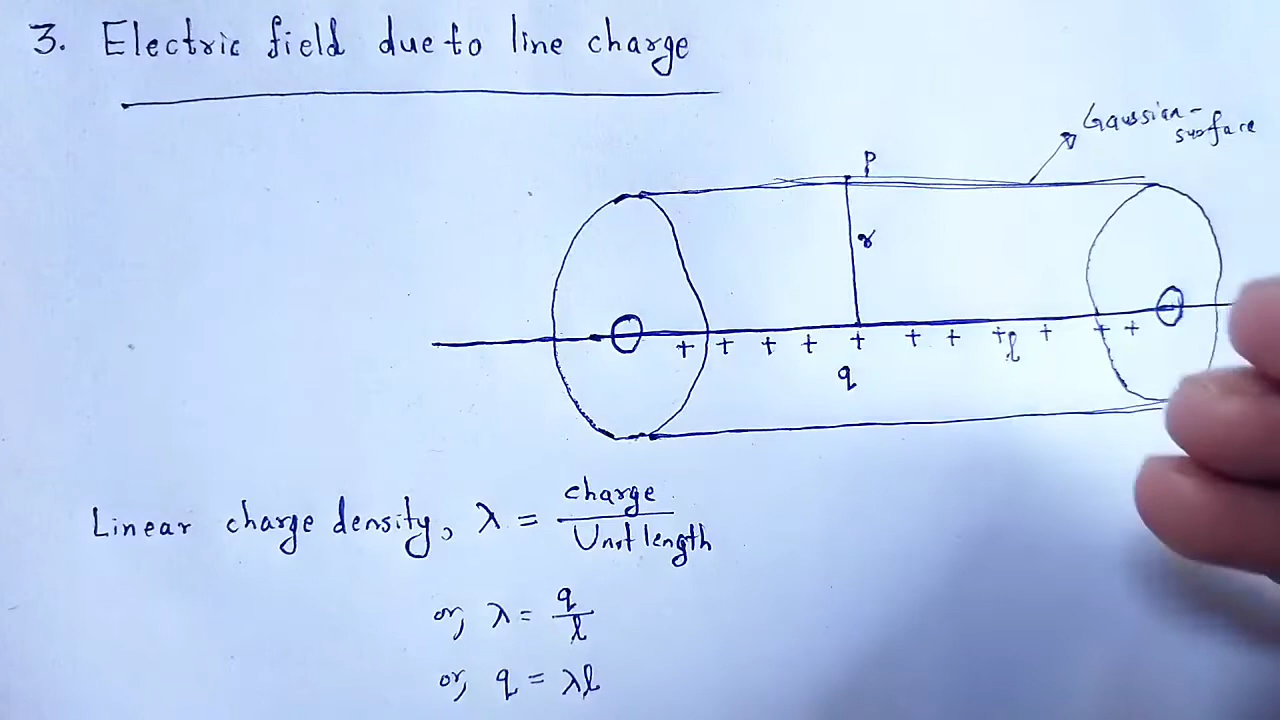 3. Electric field due to line charge
Gaussian-
surface
P
r
+ + + + + + + + + + +
l
q
Linear charge density, λ = charge / Unit length
or, λ = q / l
or, q = λl